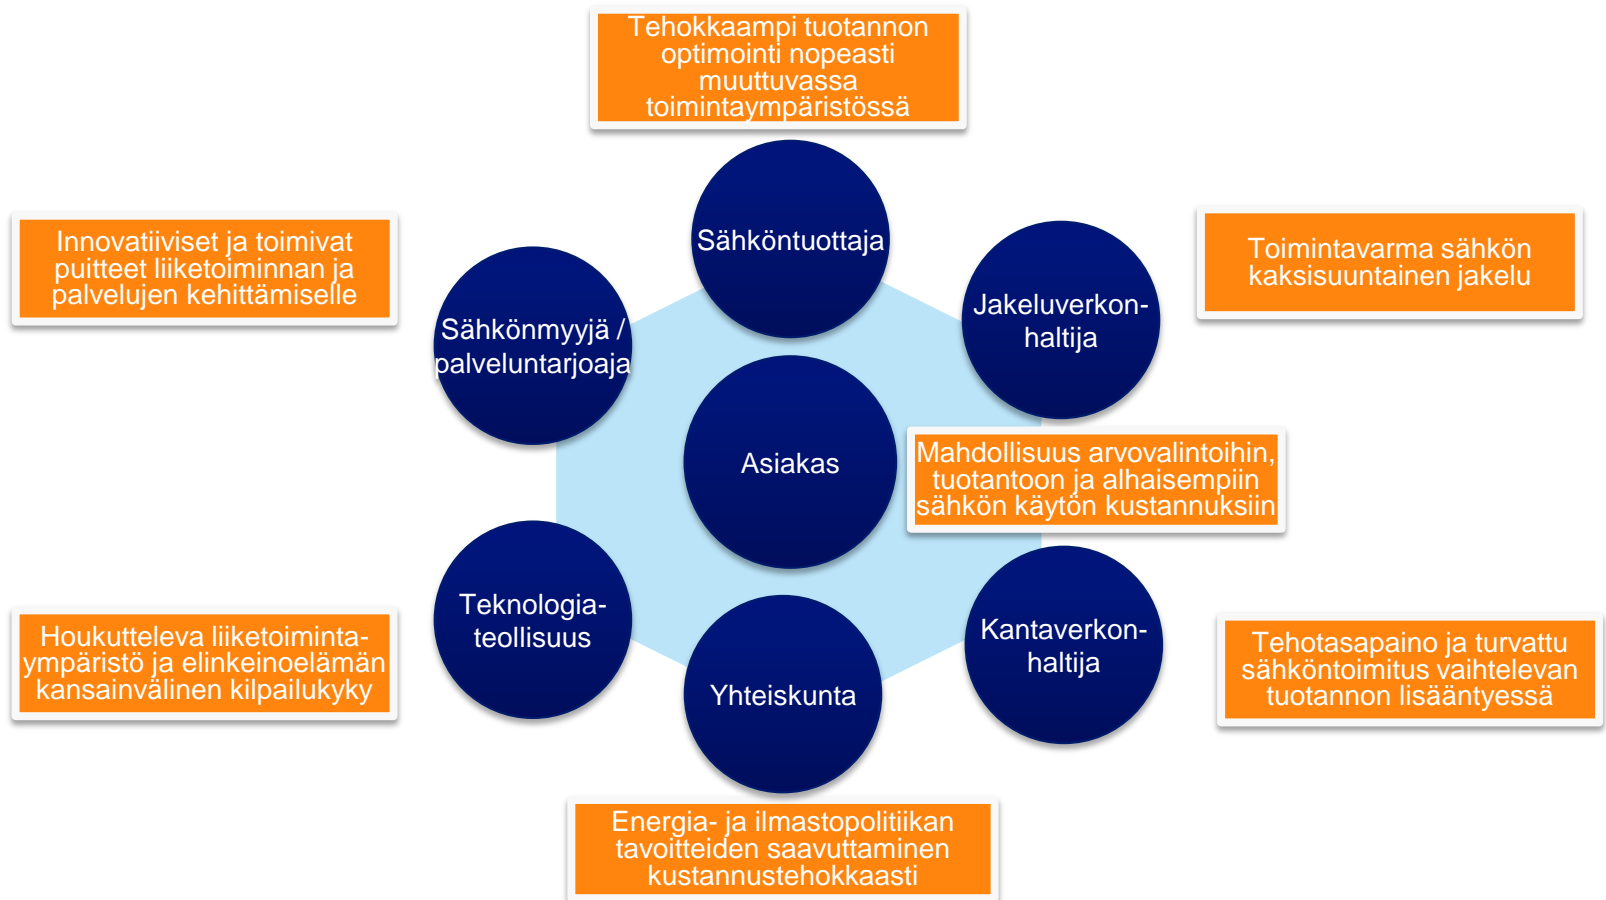 Tehokkaampi tuotannon
optimointi nopeasti
muuttuvassa
toimintaympäristössä
Sähköntuottaja
Innovatiiviset ja toimivat
puitteet liiketoiminnan ja
palvelujen kehittämiselle
Sähkönmyyjä /
palveluntarjoaja
Jakeluverkon-
haltija
Toimintavarma sähkön
kaksisuuntainen jakelu
Asiakas
Mahdollisuus arvovalintoihin,
tuotantoon ja alhaisempiin
sähkön käytön kustannuksiin
Houkutteleva liiketoiminta-
ympäristö ja elinkeinoelämän
kansainvälinen kilpailukyky
Teknologia-
teollisuus
Yhteiskunta
Kantaverkon-
haltija
Tehotasapaino ja turvattu
sähköntoimitus vaihtelevan
tuotannon lisääntyessä
Energia- ja ilmastopolitiikan
tavoitteiden saavuttaminen
kustannustehokkaasti